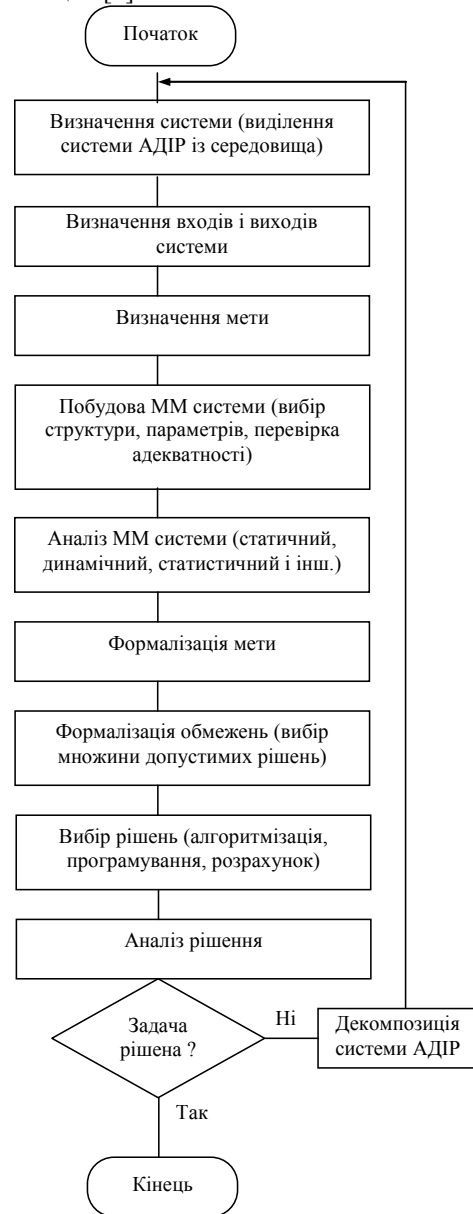 Початок
Визначення системи (виділення
системи АДІР із середовища)
Визначення входів і виходів
системи
Визначення мети
Побудова ММ системи (вибір
структури, параметрів, перевірка
адекватності)
Аналіз ММ системи (статичний,
динамічний, статистичний і інш.)
Формалізація мети
Формалізація обмежень (вибір
множини допустимих рішень)
Вибір рішень (алгоритмізація,
програмування, розрахунок)
Аналіз рішення
Задача
рішена ?
Ні
Декомпозиція
системи АДІР
Так
Кінець